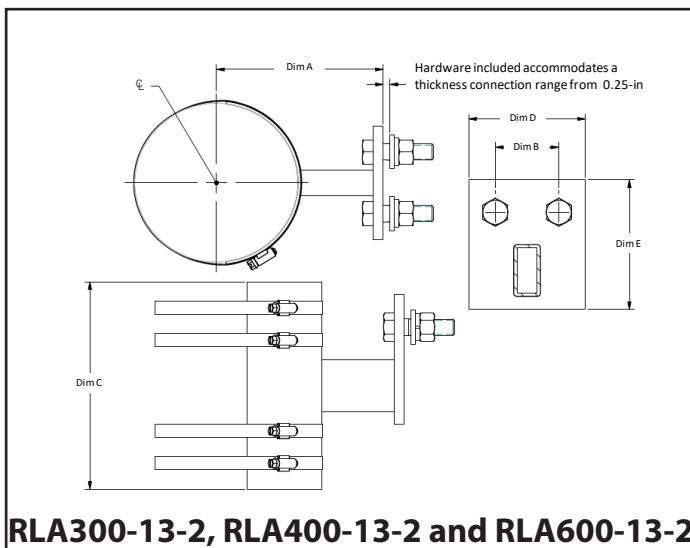 Dim A
Hardware included accommodates a
thickness connection range from 0.25-in
℄
Dim D
Dim B
Dim E
Dim C
RLA300-13-2, RLA400-13-2 and RLA600-13-2